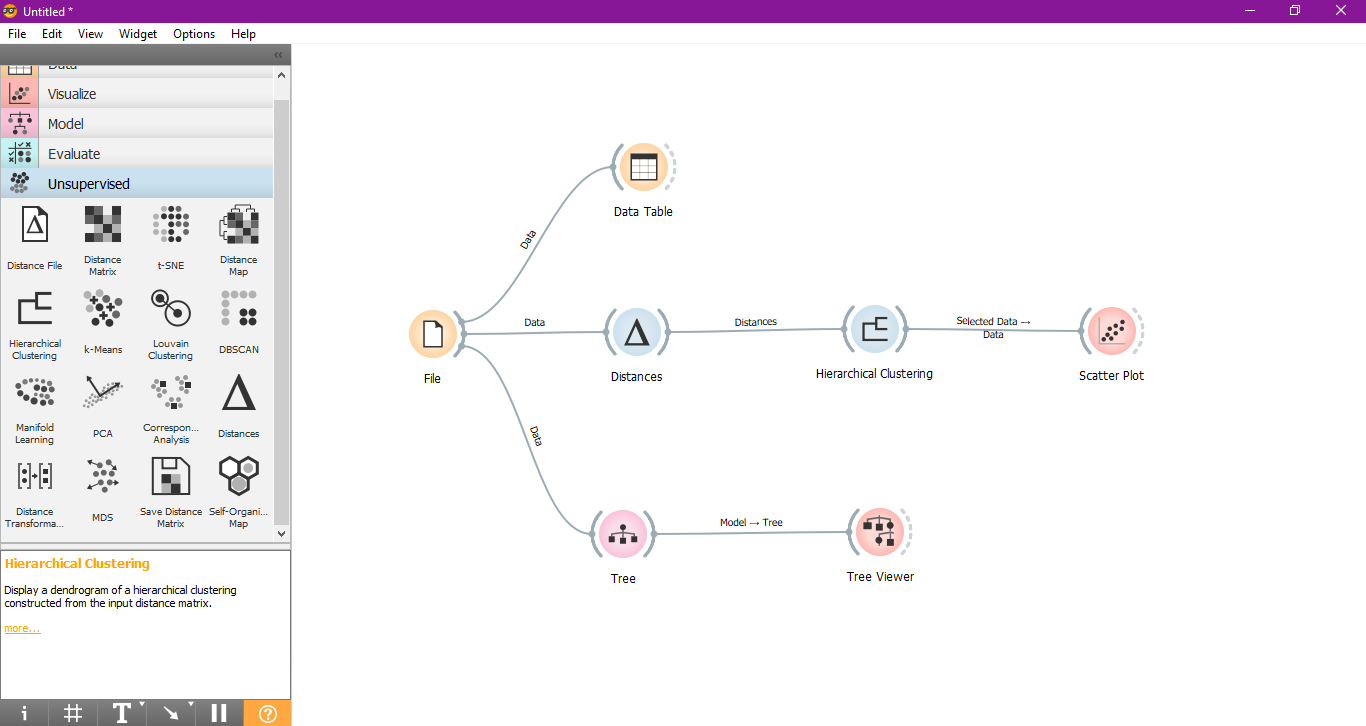 Untitled *
File Edit View Widget Options Help
Data
Visualize
Model
Evaluate
Unsupervised
Distance File
Distance
Matrix
t-SNE
Distance
Map
Hierarchical
Clustering
k-Means
Louvain
Clustering
DBSCAN
Manifold
Learning
PCA
Correspon...
Analysis
Distances
Distance
Transforma...
MDS
Save Distance
Matrix
Self-Organi...
Map
Hierarchical Clustering
Display a dendrogram of a hierarchical clustering
constructed from the input distance matrix.
more...
Data Table
Data
File
Data
Distances
Distances
Hierarchical Clustering
Selected Data →
Data
Scatter Plot
Data
Tree
Model → Tree
Tree Viewer